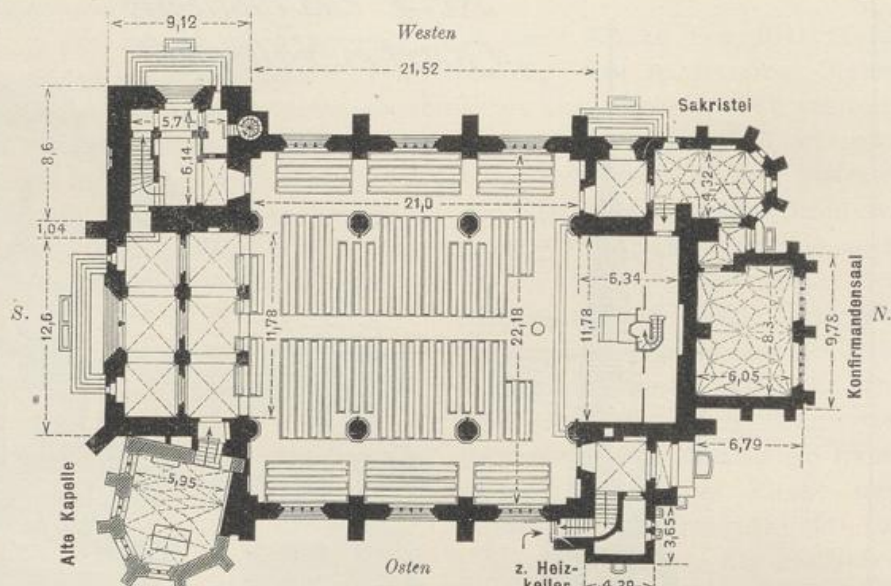 9,12
Westen
21,52
Sakristei
5,7
8,6
6,14
4,32
21,0
1,04
S.
12,6
11,78
22,18
11,78
6,34
8,3
6,05
9,78
Konfirmandensaal
N.
6,79
Alte Kapelle
5,95
3,65
Osten
z. Heiz-
keller
4,20